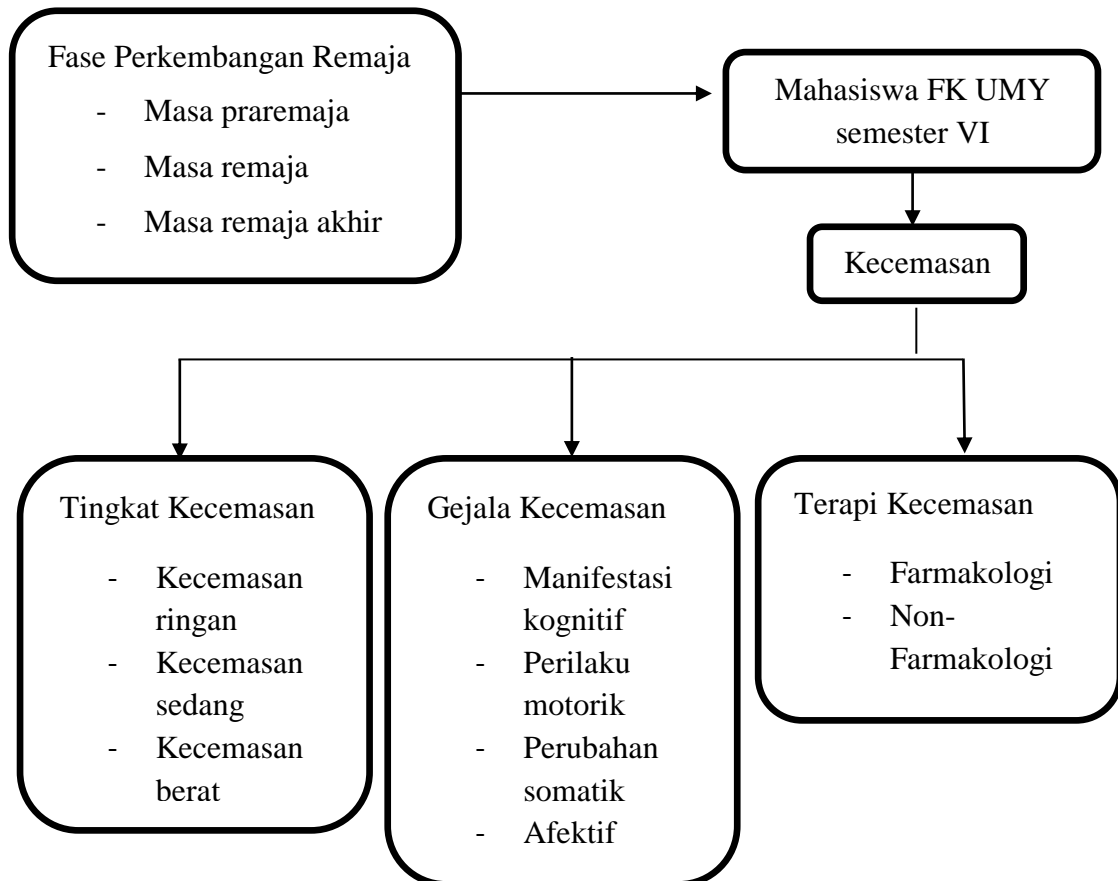 Fase Perkembangan Remaja
- Masa praremaja
- Masa remaja
- Masa remaja akhir
Mahasiswa FK UMY
semester VI
Kecemasan
Tingkat Kecemasan
- Kecemasan
ringan
- Kecemasan
sedang
- Kecemasan
berat
Gejala Kecemasan
- Manifestasi
kognitif
- Perilaku
motorik
- Perubahan
somatik
- Afektif
Terapi Kecemasan
- Farmakologi
- Non-
Farmakologi